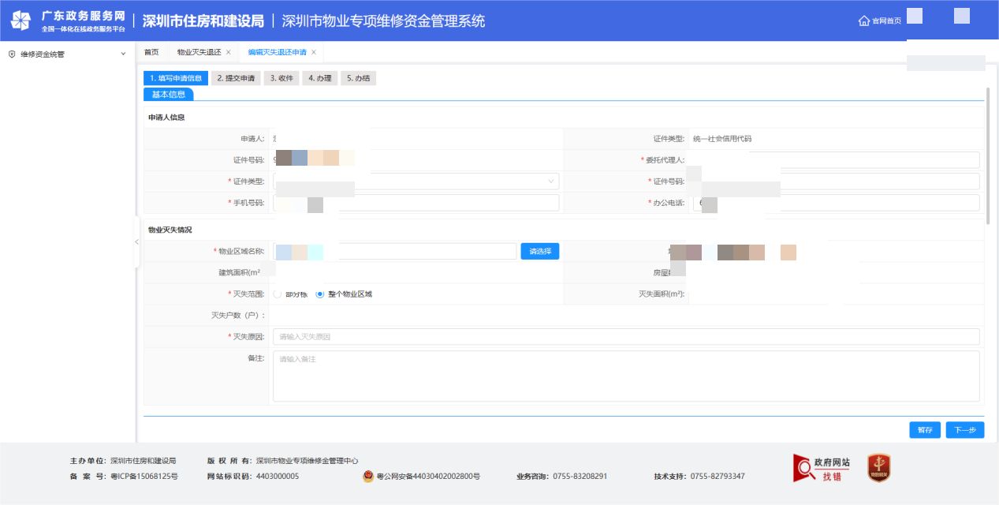 广东政务服务网
全国一体化在线政务服务平台
深圳市住房和建设局
深圳市物业专项维修资金管理系统
官网首页
维修资金统管
首页 物业灭失退还 编辑灭失退还申请
1. 填写申请信息 2. 提交申请 3. 收件 4. 办理 5. 办结
基本信息
申请人信息
申请人: 证件类型: 统一社会信用代码
证件号码: * 委托代理人:
* 证件类型: * 证件号码:
* 手机号码: * 办公电话:
物业灭失情况
* 物业区域名称: 请选择
建筑面积(m² 房屋
* 灭失范围: 部分栋 整个物业区域 灭失面积(m²):
灭失户数（户）:
* 灭失原因: 请输入灭失原因
备注: 请输入备注
暂存 下一步
主办单位: 深圳市住房和建设局 版权所有: 深圳市物业专项维修金管理中心
备案号: 粤ICP备15068125号 网站标识码: 4403000005 粤公网安备44030402002800号 业务咨询: 0755-83208291 技术支持: 0755-82793347
政府网站
找错